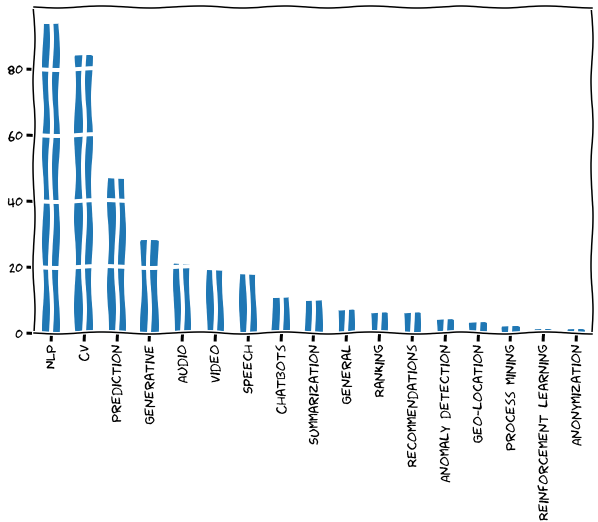 80
60
40
20
0
NLP
CV
PREDICTION
GENERATIVE
AUDIO
VIDEO
SPEECH
CHATBOTS
SUMMARIZATION
GENERAL
RANKING
RECOMMENDATIONS
ANOMALY DETECTION
GEO-LOCATION
PROCESS MINING
REINFORCEMENT LEARNING
ANONYMIZATION